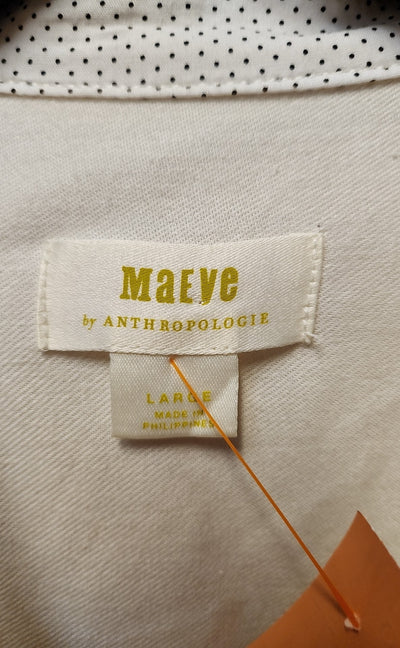 MaEVe
by ANTHROPOLOGIE
LARGE
MADE IN
PHILIPPINES